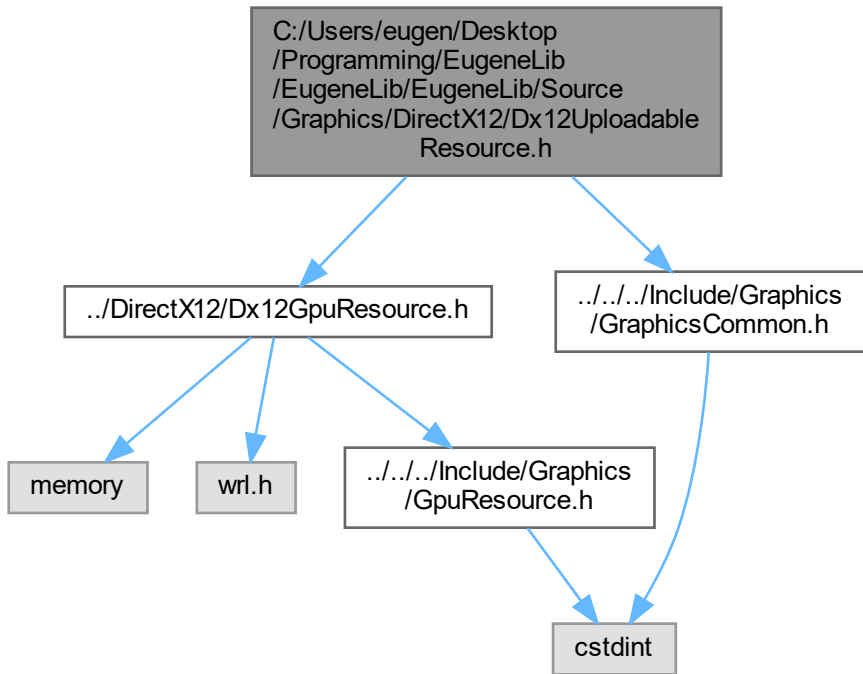 C:/Users/eugen/Desktop
/Programming/EugeneLib
/EugeneLib/EugeneLib/Source
/Graphics/DirectX12/Dx12Uploadable
Resource.h
../DirectX12/Dx12GpuResource.h
../../../Include/Graphics
/GraphicsCommon.h
memory
wrl.h
../../../Include/Graphics
/GpuResource.h
cstdint